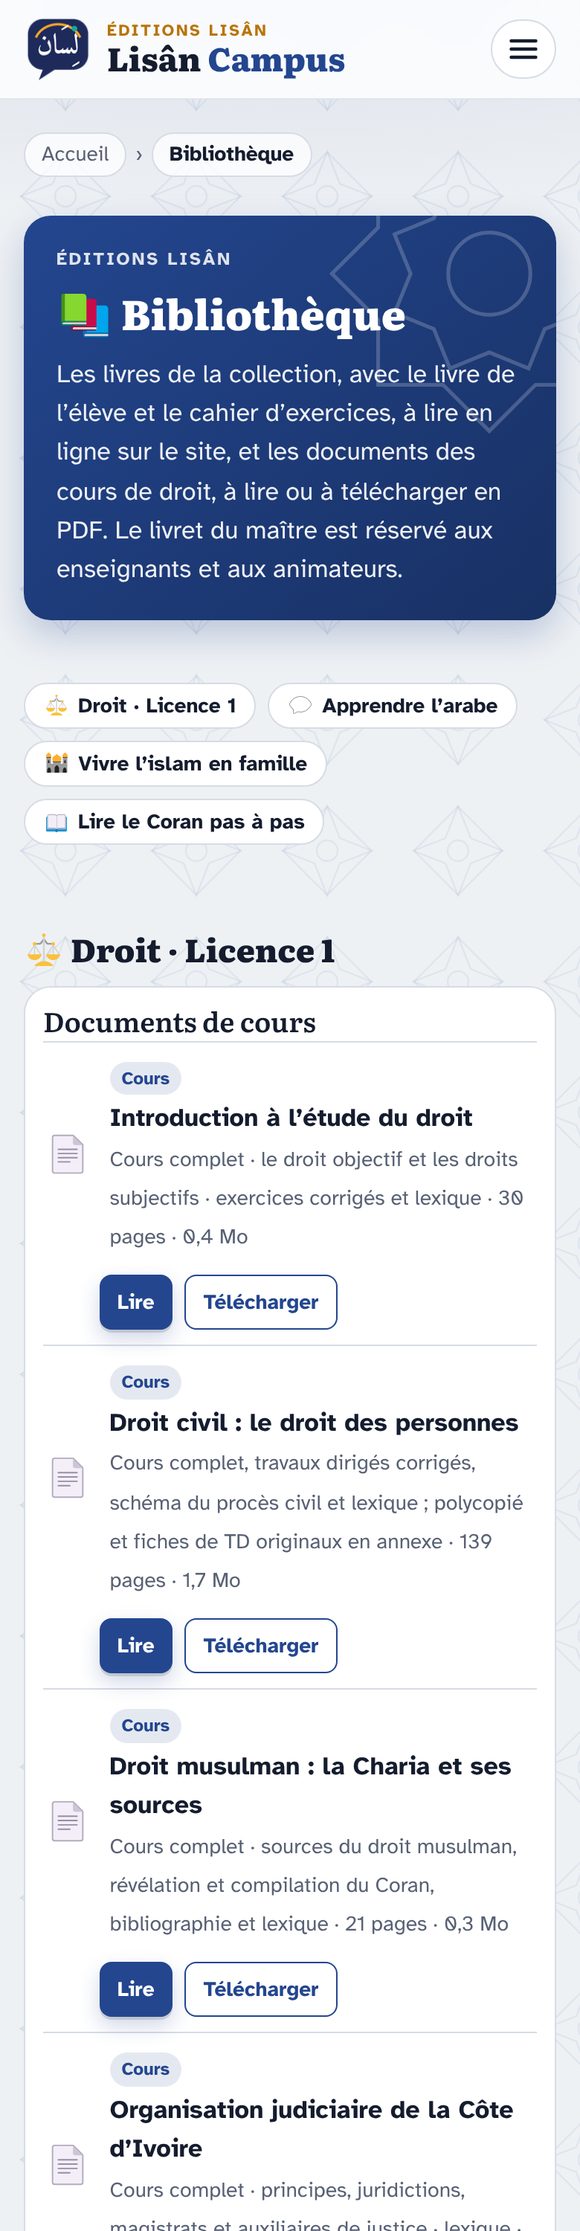 لِسَان
ÉDITIONS LISÂN
Lisân Campus
Accueil › Bibliothèque
ÉDITIONS LISÂN
Bibliothèque
Les livres de la collection, avec le livre de
l’élève et le cahier d’exercices, à lire en
ligne sur le site, et les documents des
cours de droit, à lire ou à télécharger en
PDF. Le livret du maître est réservé aux
enseignants et aux animateurs.
Droit · Licence 1
Apprendre l’arabe
Vivre l’islam en famille
Lire le Coran pas à pas
Droit · Licence 1
Documents de cours
Cours
Introduction à l’étude du droit
Cours complet · le droit objectif et les droits
subjectifs · exercices corrigés et lexique · 30
pages · 0,4 Mo
Lire
Télécharger
Cours
Droit civil : le droit des personnes
Cours complet, travaux dirigés corrigés,
schéma du procès civil et lexique ; polycopié
et fiches de TD originaux en annexe · 139
pages · 1,7 Mo
Lire
Télécharger
Cours
Droit musulman : la Charia et ses
sources
Cours complet · sources du droit musulman,
révélation et compilation du Coran,
bibliographie et lexique · 21 pages · 0,3 Mo
Lire
Télécharger
Cours
Organisation judiciaire de la Côte
d’Ivoire
Cours complet · principes, juridictions,
magistrats et auxiliaires de justice · lexique ·